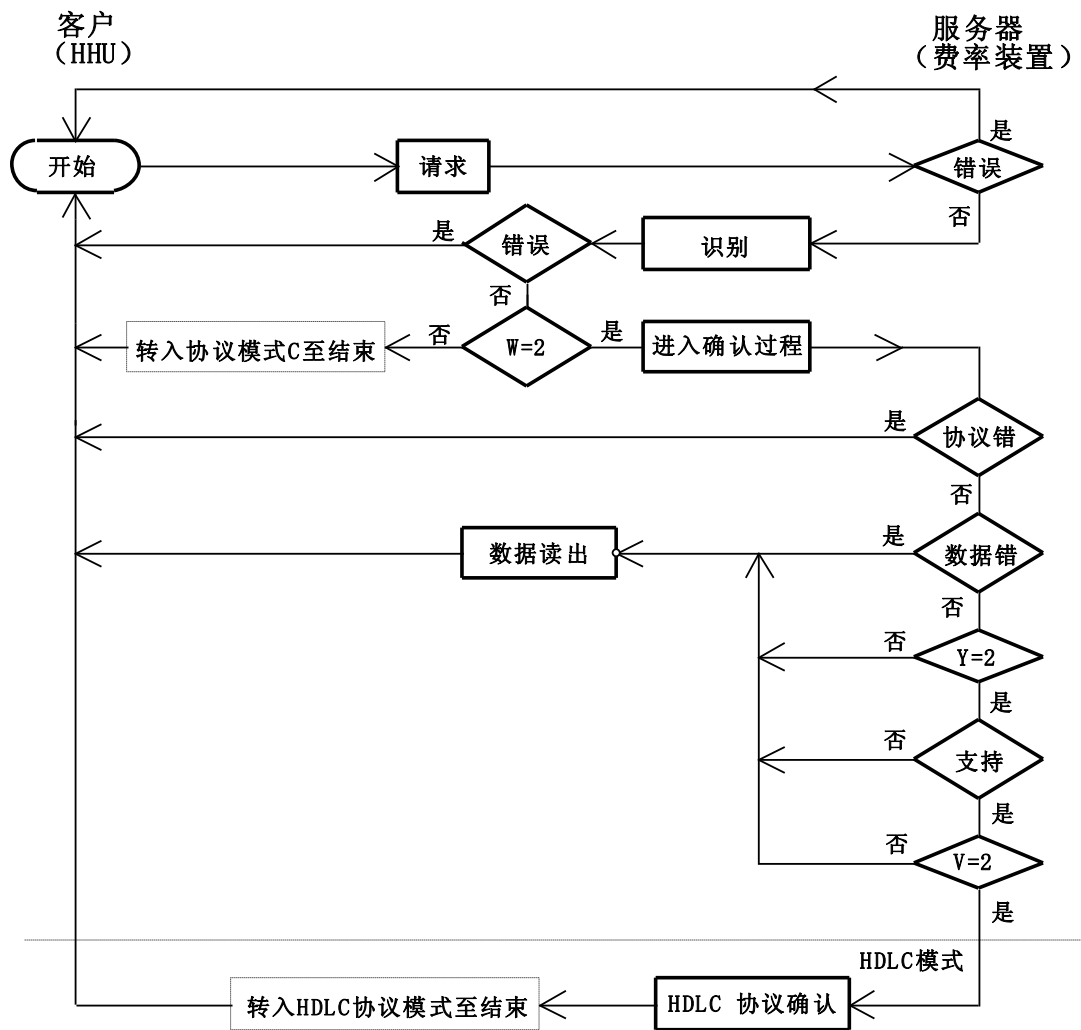 客户
（HHU）
服务器
（费率装置）
是
开始
请求
错误
否
是
错误
识别
否
转入协议模式C至结束
否
W=2
是
进入确认过程
是
协议错
否
数据读出
是
数据错
否
否
Y=2
是
否
支持
是
否
V=2
是
HDLC模式
转入HDLC协议模式至结束
HDLC 协议确认